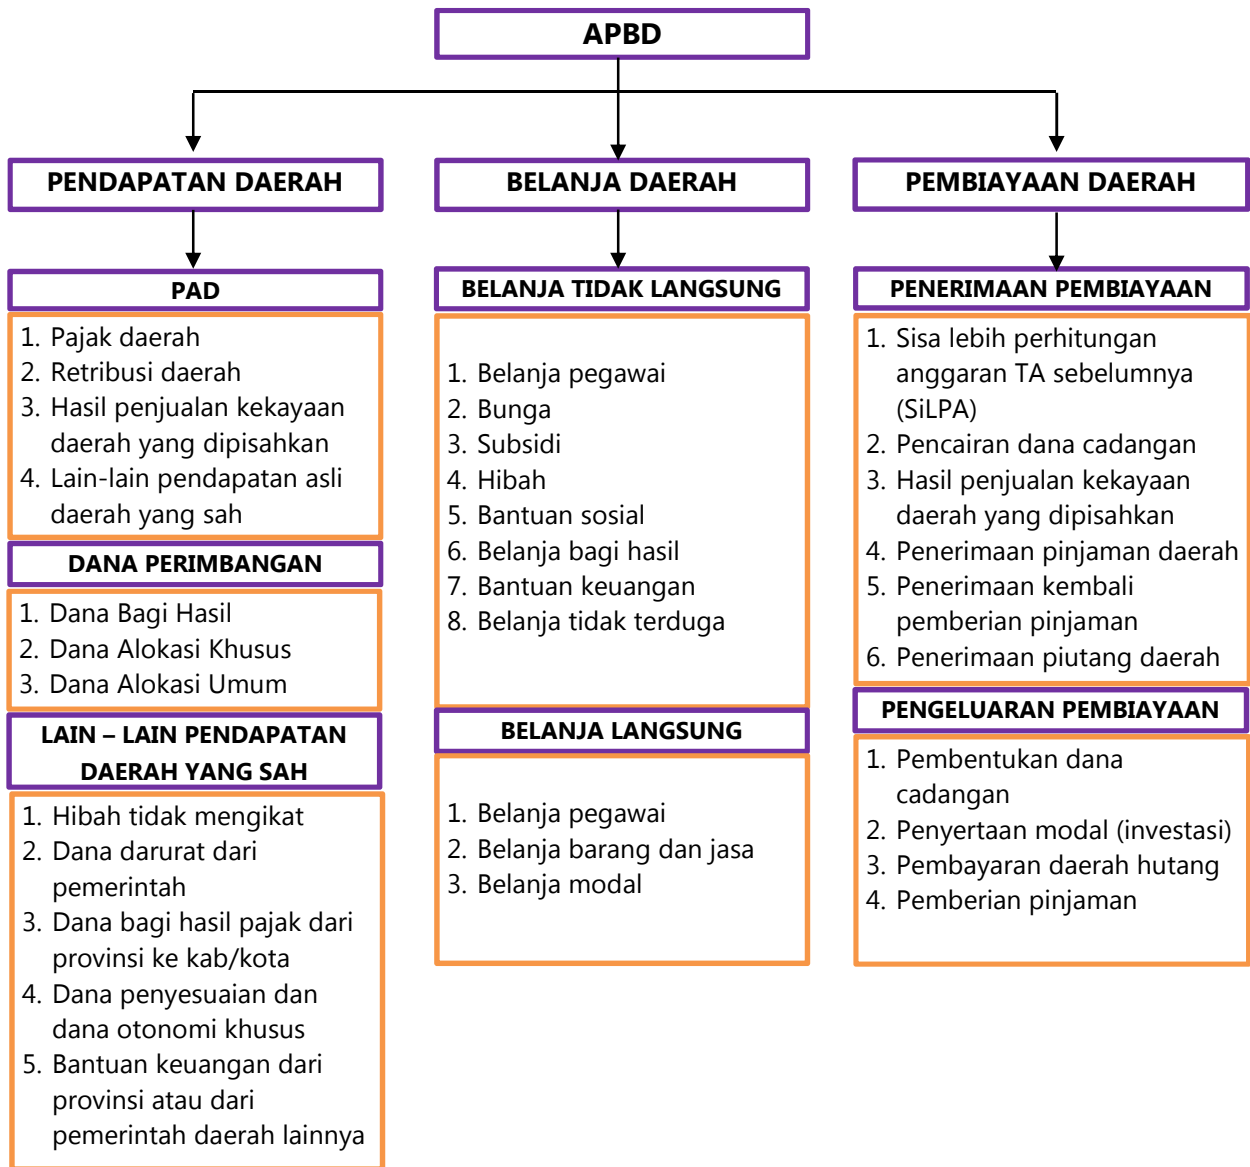 APBD
PENDAPATAN DAERAH
PAD
1. Pajak daerah
2. Retribusi daerah
3. Hasil penjualan kekayaan
daerah yang dipisahkan
4. Lain-lain pendapatan asli
daerah yang sah
DANA PERIMBANGAN
1. Dana Bagi Hasil
2. Dana Alokasi Khusus
3. Dana Alokasi Umum
LAIN – LAIN PENDAPATAN
DAERAH YANG SAH
1. Hibah tidak mengikat
2. Dana darurat dari
pemerintah
3. Dana bagi hasil pajak dari
provinsi ke kab/kota
4. Dana penyesuaian dan
dana otonomi khusus
5. Bantuan keuangan dari
provinsi atau dari
pemerintah daerah lainnya
BELANJA DAERAH
BELANJA TIDAK LANGSUNG
1. Belanja pegawai
2. Bunga
3. Subsidi
4. Hibah
5. Bantuan sosial
6. Belanja bagi hasil
7. Bantuan keuangan
8. Belanja tidak terduga
BELANJA LANGSUNG
1. Belanja pegawai
2. Belanja barang dan jasa
3. Belanja modal
PEMBIAYAAN DAERAH
PENERIMAAN PEMBIAYAAN
1. Sisa lebih perhitungan
anggaran TA sebelumnya
(SiLPA)
2. Pencairan dana cadangan
3. Hasil penjualan kekayaan
daerah yang dipisahkan
4. Penerimaan pinjaman daerah
5. Penerimaan kembali
pemberian pinjaman
6. Penerimaan piutang daerah
PENGELUARAN PEMBIAYAAN
1. Pembentukan dana
cadangan
2. Penyertaan modal (investasi)
3. Pembayaran daerah hutang
4. Pemberian pinjaman